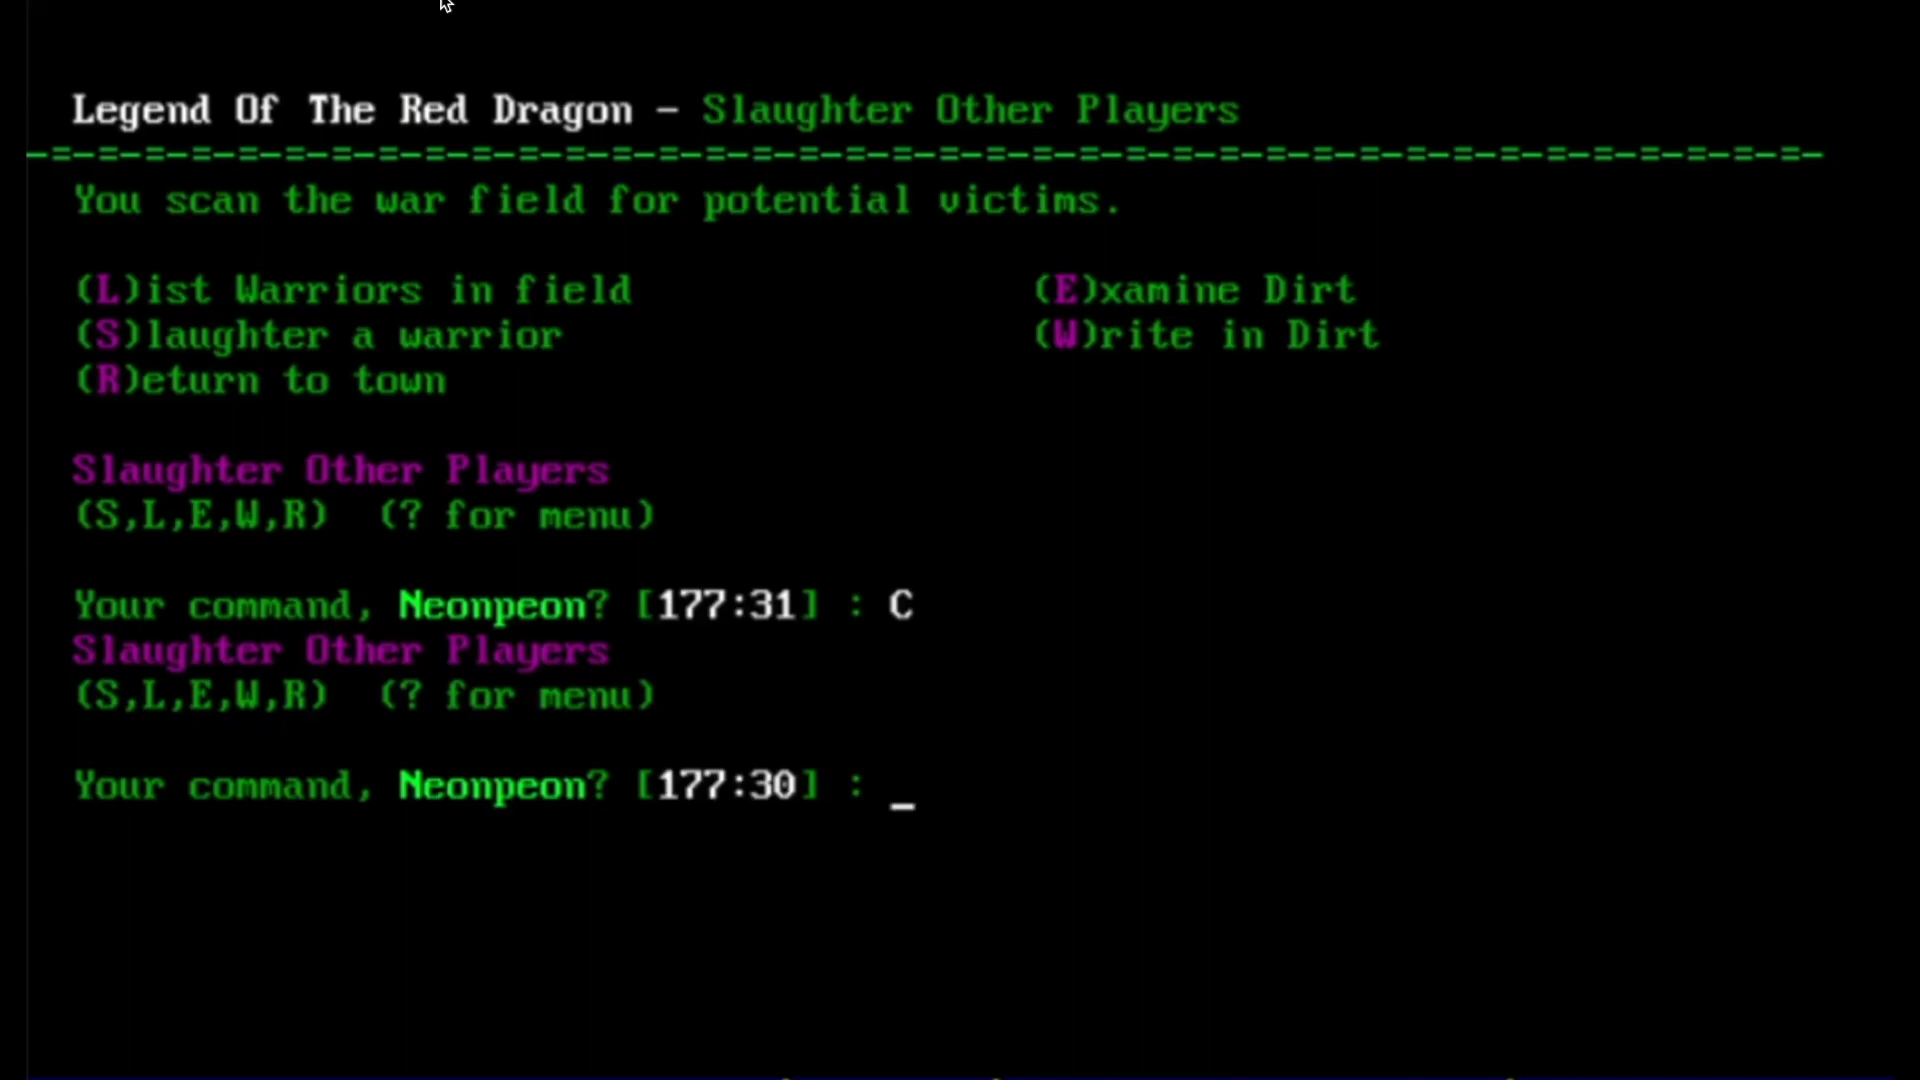 Legend Of The Red Dragon - Slaughter Other Players
-=-=-=-=-=-=-=-=-=-=-=-=-=-=-=-=-=-=-=-=-=-=-=-=-=-=-=-=-=-=-=-=-=-=-=-=-=-=-
You scan the war field for potential victims.
(L)ist Warriors in field (E)xamine Dirt
(S)laughter a warrior (W)rite in Dirt
(R)eturn to town
Slaughter Other Players
(S,L,E,W,R) (? for menu)
Your command, Neonpeon? [177:31] : C
Slaughter Other Players
(S,L,E,W,R) (? for menu)
Your command, Neonpeon? [177:30] : _